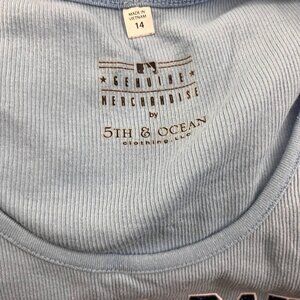 MADE IN
VIETNAM
14
GENUINE
MERCHANDISE
by
5TH & OCEAN
clothing, LLC